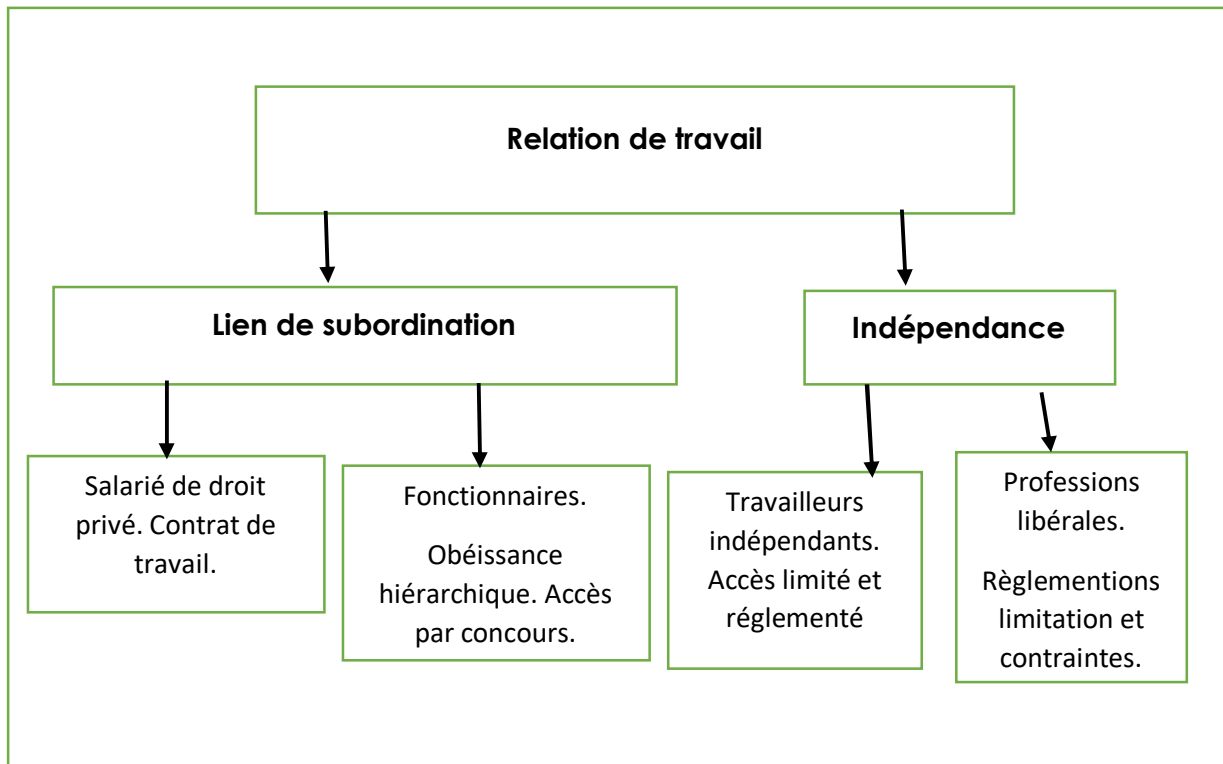 Relation de travail
Lien de subordination
Indépendance
Salarié de droit
privé. Contrat de
travail.
Fonctionnaires.
Obéissance
hiérarchique. Accès
par concours.
Travailleurs
indépendants.
Accès limité et
réglementé
Professions
libérales.
Règlementions
limitation et
contraintes.